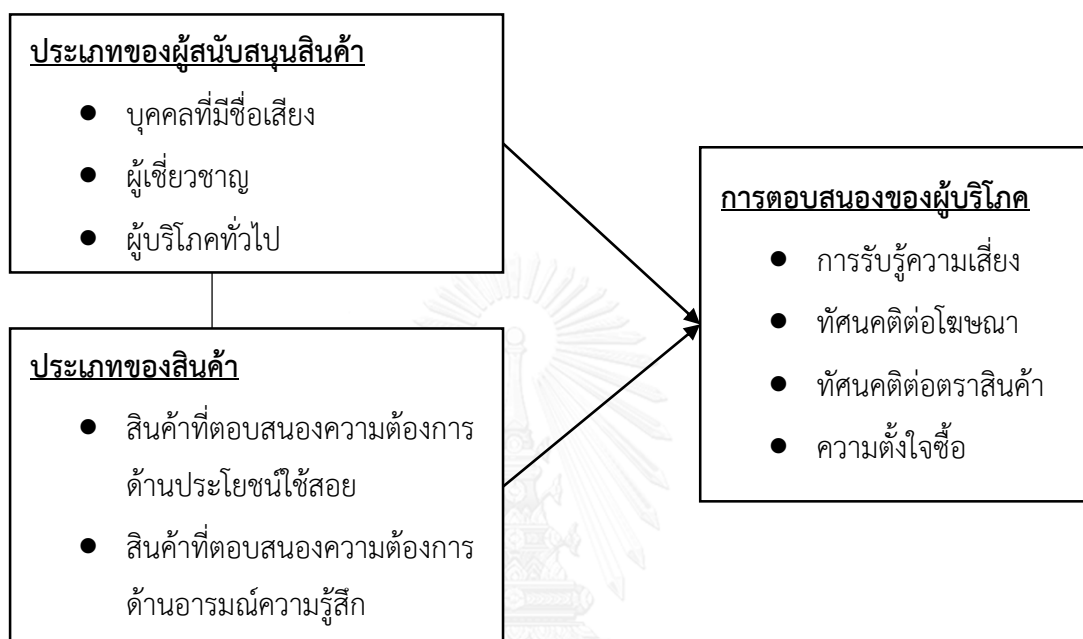 ประเภทของผู้สนับสนุนสินค้า
● บุคคลที่มีชื่อเสียง
● ผู้เชี่ยวชาญ
● ผู้บริโภคทั่วไป
ประเภทของสินค้า
● สินค้าที่ตอบสนองความต้องการ
ด้านประโยชน์ใช้สอย
● สินค้าที่ตอบสนองความต้องการ
ด้านอารมณ์ความรู้สึก
การตอบสนองของผู้บริโภค
● การรับรู้ความเสี่ยง
● ทัศนคติต่อโฆษณา
● ทัศนคติต่อตราสินค้า
● ความตั้งใจซื้อ